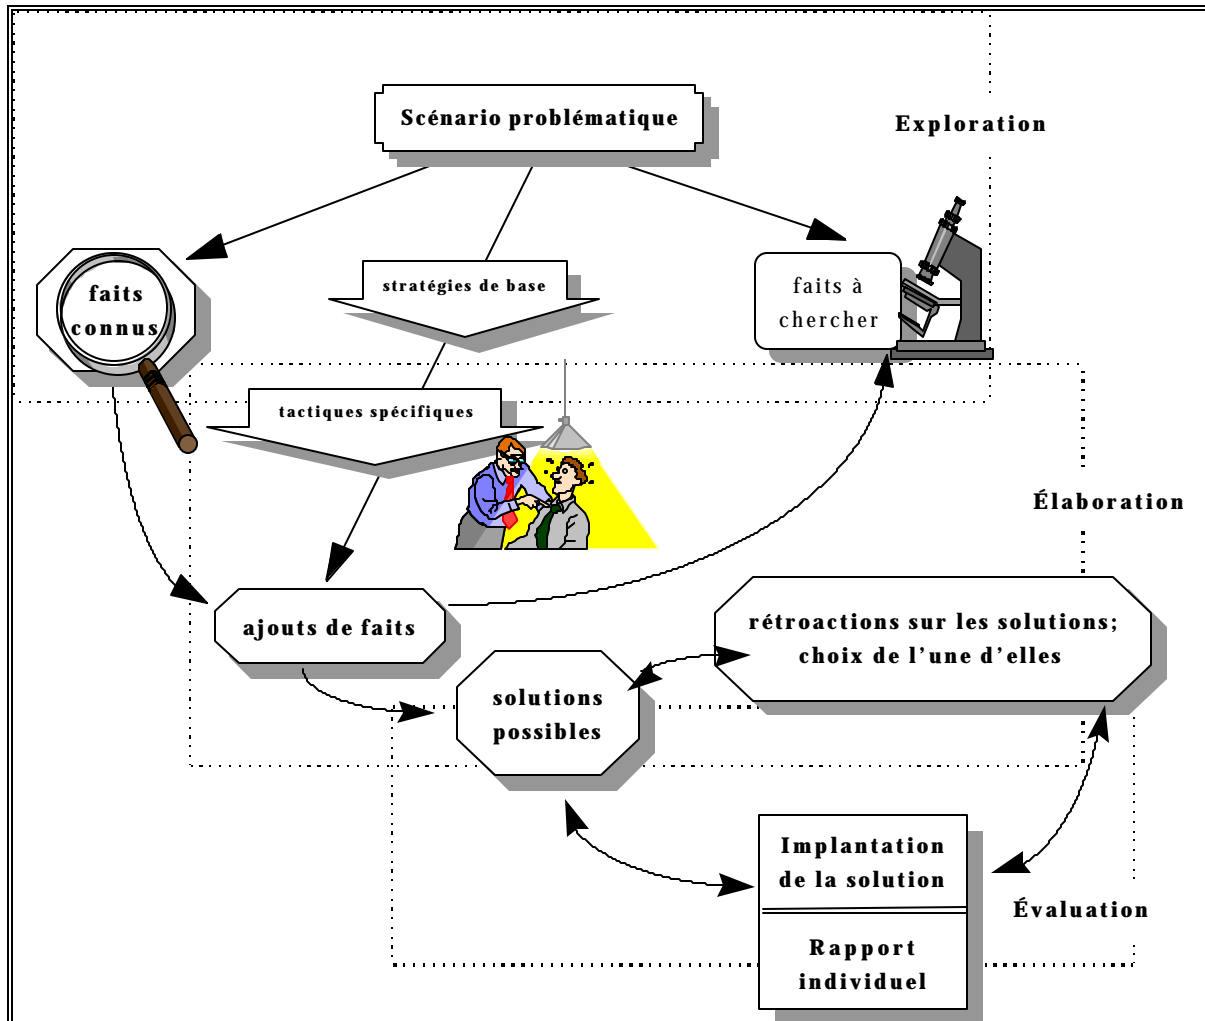 Scénario problématique
Exploration
faits
connus
stratégies de base
faits à
chercher
tactiques spécifiques
Élaboration
ajouts de faits
rétroactions sur les solutions;
choix de l'une d'elles
solutions
possibles
Implantation
de la solution
Évaluation
Rapport
individuel